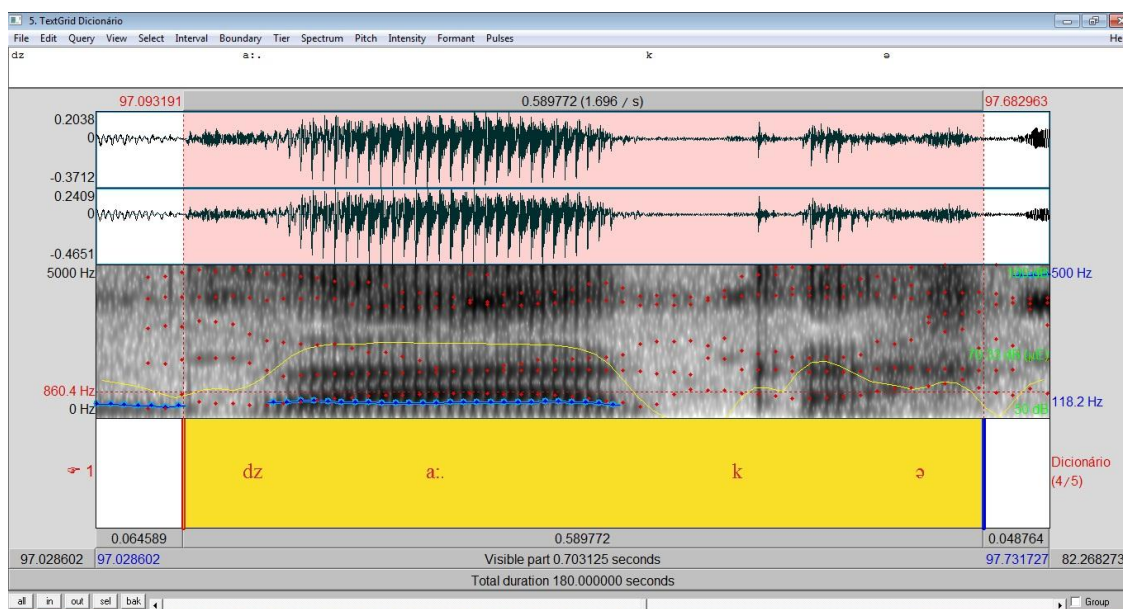 5. TextGrid Dicionário
File Edit Query View Select Interval Boundary Tier Spectrum Pitch Intensity Formant Pulses He
dz a:. k ə
97.093191 0.589772 (1.696 / s) 97.682963
0.2038
0
-0.3712
0.2409
0
-0.4651
5000 Hz 500 Hz
860.4 Hz
0 Hz 118.2 Hz
1 dz aː. k ə Dicionário
(4/5)
0.064589 0.589772 0.048764
97.028602 97.028602 Visible part 0.703125 seconds 97.731727 82.268273
Total duration 180.000000 seconds
all in out sel bak Group